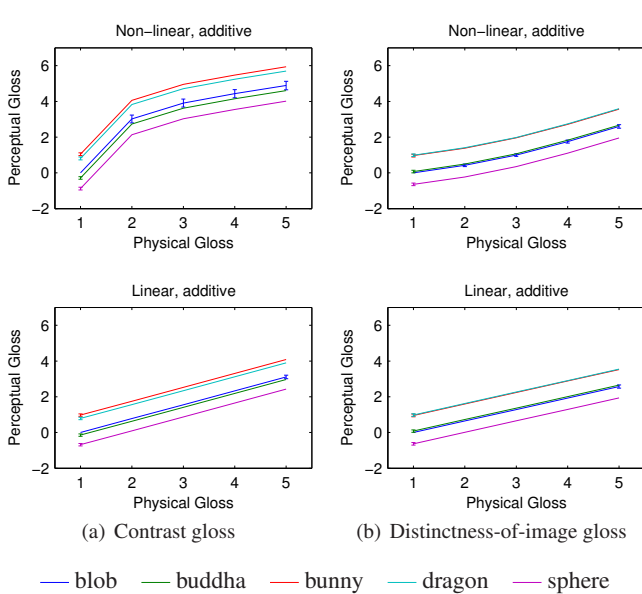 Non−linear, additive
Perceptual Gloss
6
4
2
0
−2
1 2 3 4 5
Physical Gloss
Non−linear, additive
Perceptual Gloss
6
4
2
0
−2
1 2 3 4 5
Physical Gloss
Linear, additive
Perceptual Gloss
6
4
2
0
−2
1 2 3 4 5
Physical Gloss
(a) Contrast gloss
Linear, additive
Perceptual Gloss
6
4
2
0
−2
1 2 3 4 5
Physical Gloss
(b) Distinctness-of-image gloss
blob buddha bunny dragon sphere